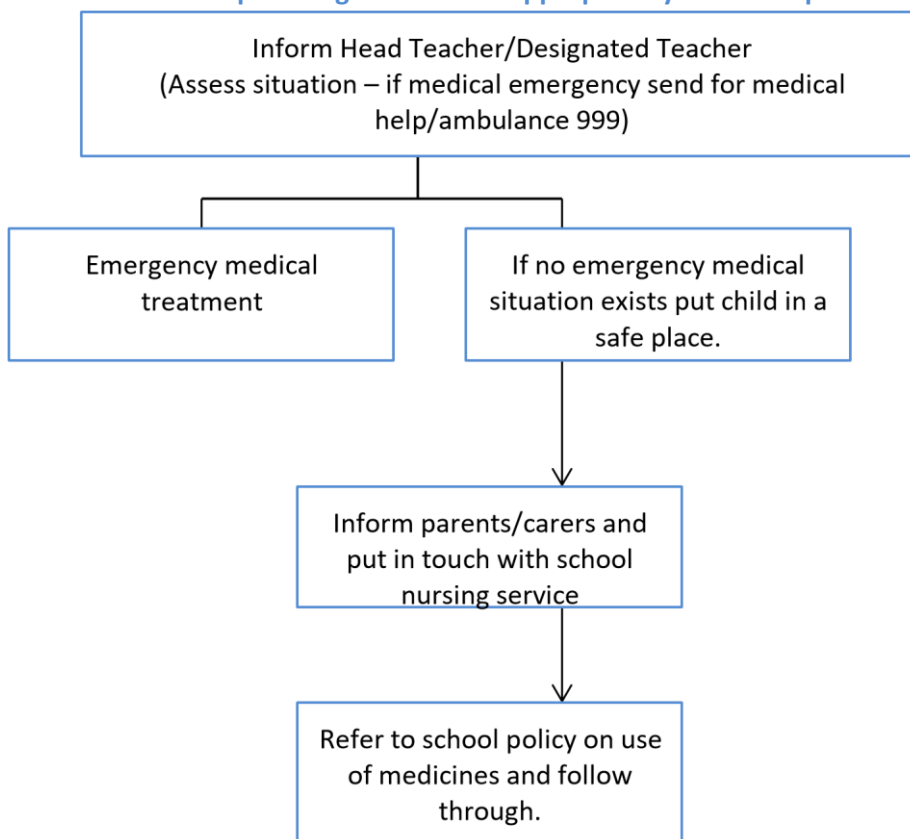 Inform Head Teacher/Designated Teacher
(Assess situation – if medical emergency send for medical
help/ambulance 999)
Emergency medical
treatment
If no emergency medical
situation exists put child in a
safe place.
Inform parents/carers and
put in touch with school
nursing service
Refer to school policy on use
of medicines and follow
through.